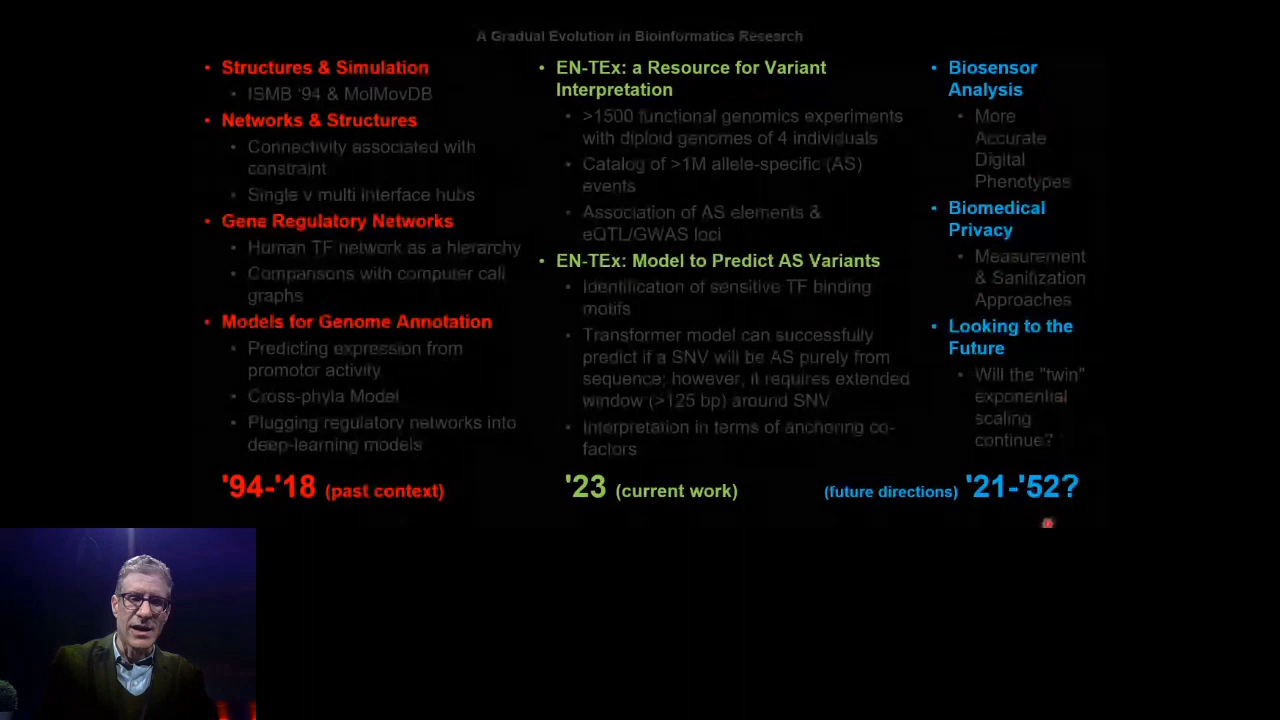 A Gradual Evolution in Bioinformatics Research
• Structures & Simulation
• ISMB '94 & MolMovDB
• Networks & Structures
• Connectivity associated with
constraint
• Single v multi interface hubs
• Gene Regulatory Networks
• Human TF network as a hierarchy
• Comparisons with computer call
graphs
• Models for Genome Annotation
• Predicting expression from
promotor activity
• Cross-phyla Model
• Plugging regulatory networks into
deep-learning models
'94-'18 (past context)
• EN-TEx: a Resource for Variant
Interpretation
• >1500 functional genomics experiments
with diploid genomes of 4 individuals
• Catalog of >1M allele-specific (AS)
events
• Association of AS elements &
eQTL/GWAS loci
• EN-TEx: Model to Predict AS Variants
• Identification of sensitive TF binding
motifs
• Transformer model can successfully
predict if a SNV will be AS purely from
sequence; however, it requires extended
window (>125 bp) around SNV
• Interpretation in terms of anchoring co-
factors
'23 (current work)
• Biosensor
Analysis
• More
Accurate
Digital
Phenotypes
• Biomedical
Privacy
• Measurement
& Sanitization
Approaches
• Looking to the
Future
• Will the "twin"
exponential
scaling
continue?
(future directions) '21-'52?